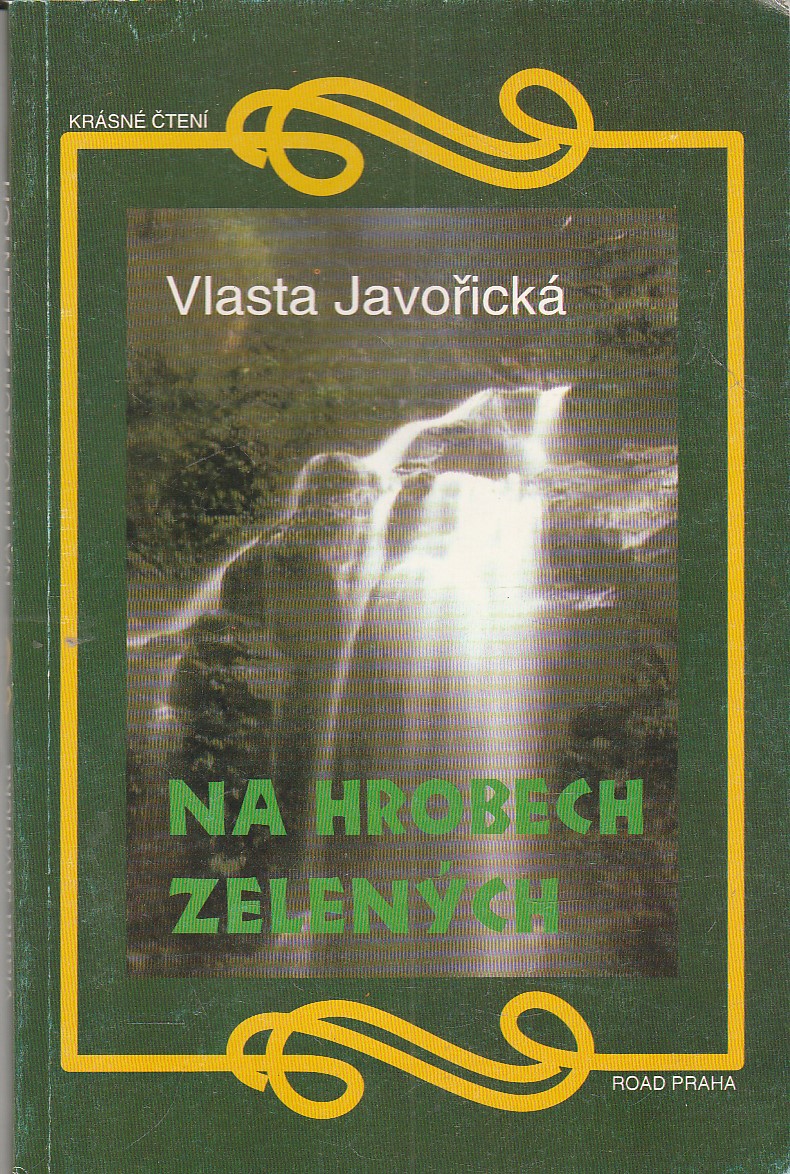 KRÁSNÉ ČTENÍ
Vlasta Javořická
NA HROBECH
ZELENÝCH
ROAD PRAHA